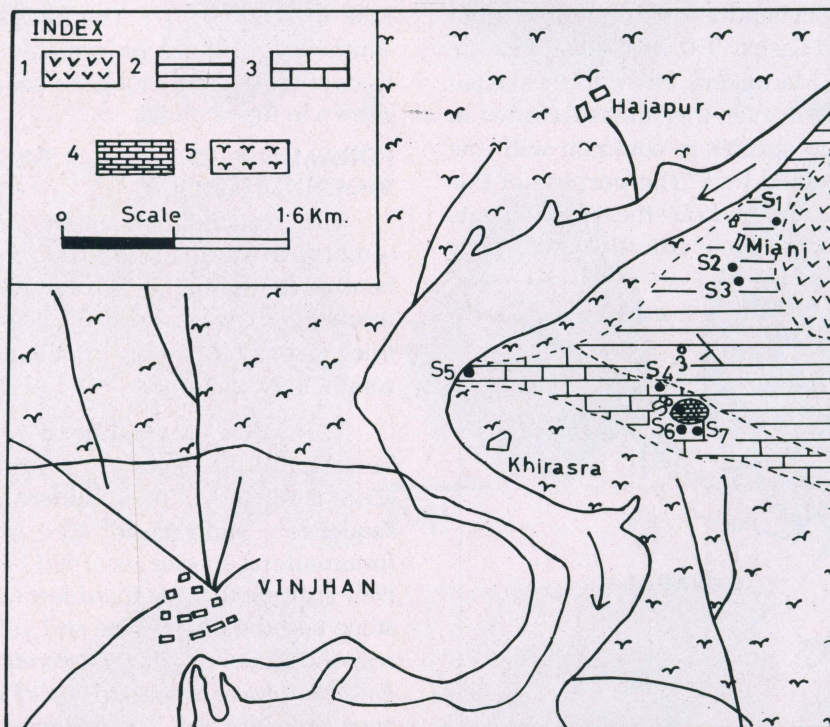 INDEX
1 2 3
4 5
0 Scale 1·6 Km.
Hajapur
S1
Miani
S2
S3
3
S5 S4
S6 S7
Khirasra
VINJHAN